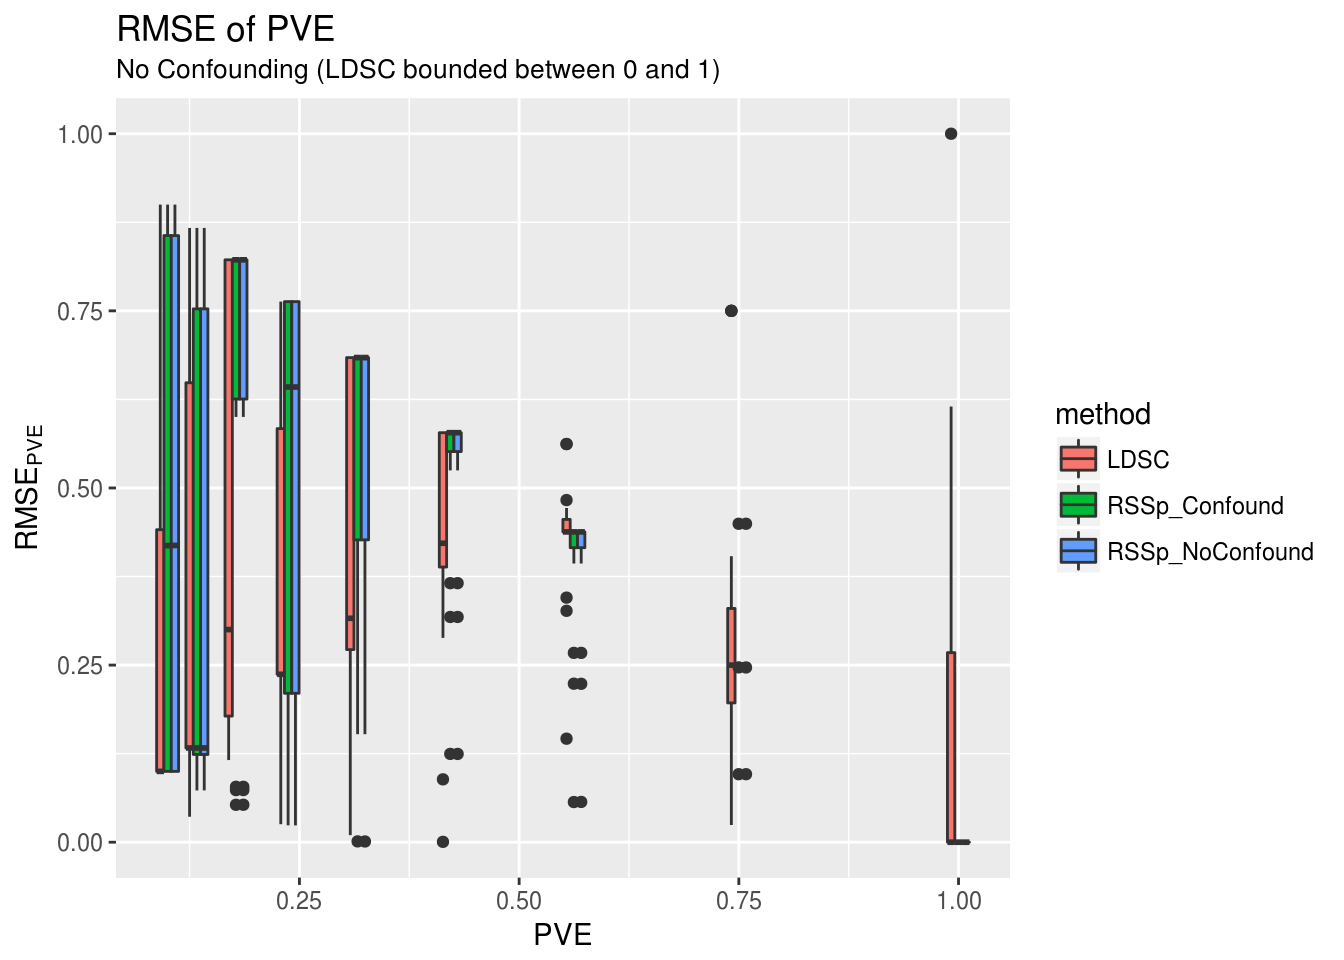 RMSE of PVE
No Confounding (LDSC bounded between 0 and 1)
1.00
0.75
0.50
0.25
0.00
RMSE_PVE
0.25 0.50 0.75 1.00
PVE
method
LDSC
RSSp_Confound
RSSp_NoConfound